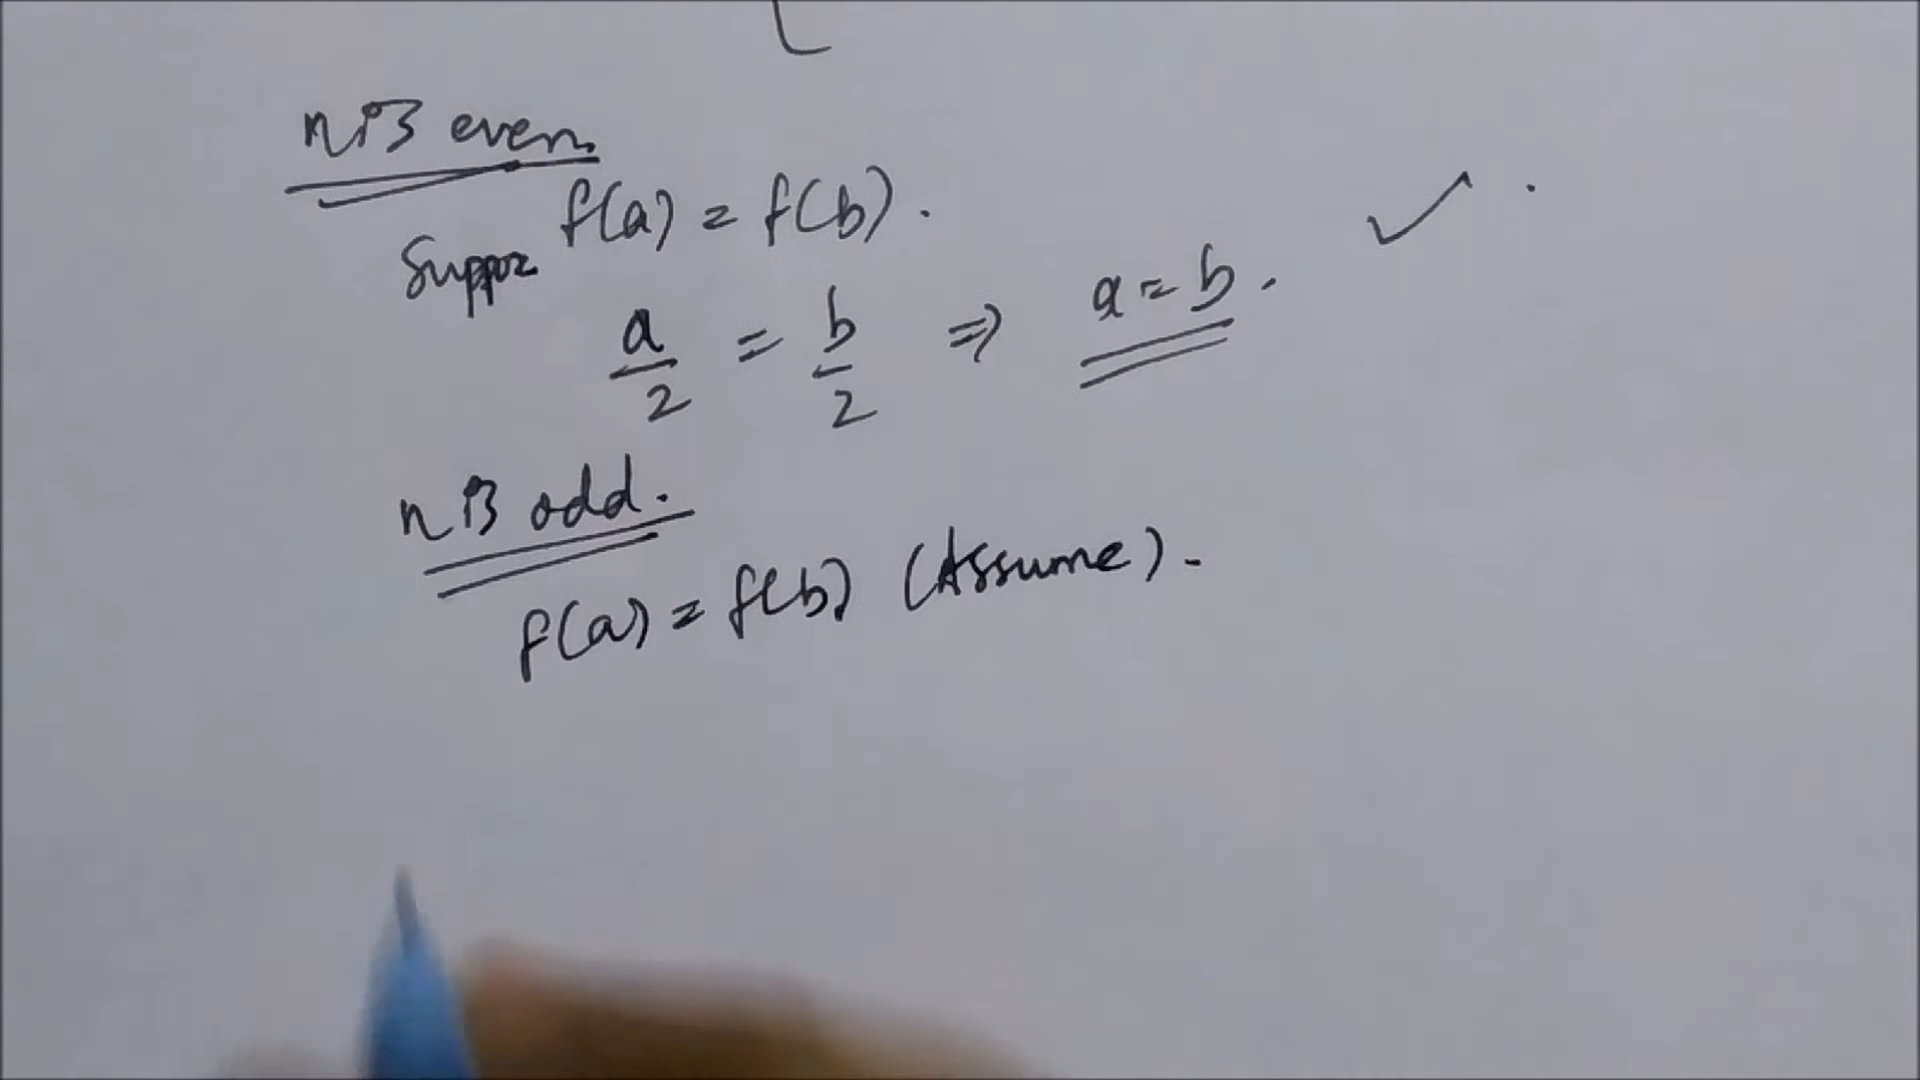 n is even.
Suppose f(a) = f(b).
a/2 = b/2 ⇒ a = b.
n is odd.
f(a) = f(b) (Assume).